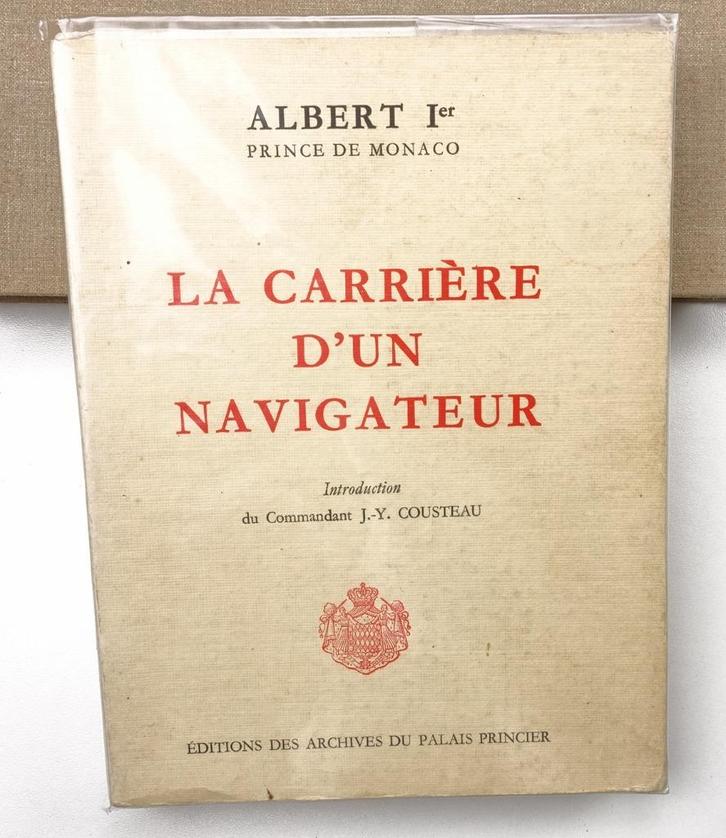 ALBERT Ier
PRINCE DE MONACO
LA CARRIÈRE
D'UN
NAVIGATEUR
Introduction
du Commandant J.-Y. COUSTEAU
ÉDITIONS DES ARCHIVES DU PALAIS PRINCIER